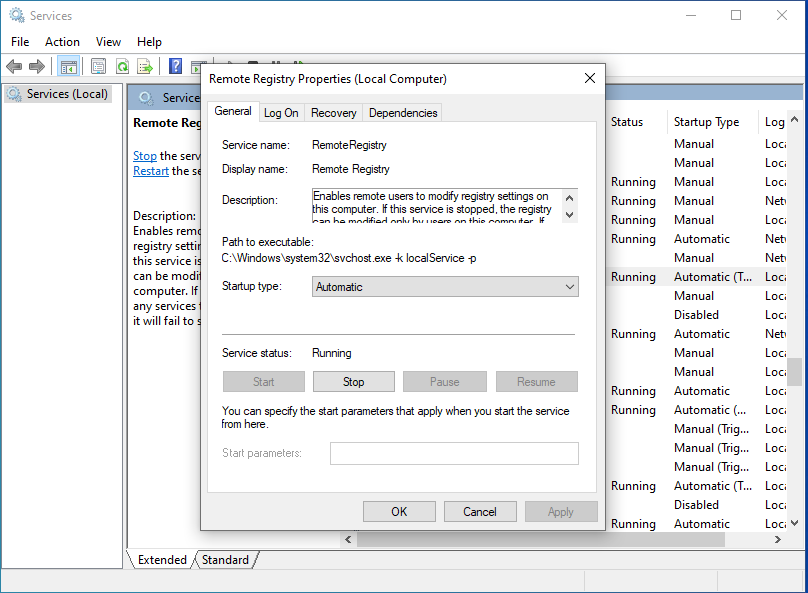 Services
File Action View Help
Services (Local)
Service
Remote Registry Properties (Local Computer)
General Log On Recovery Dependencies
Service name: RemoteRegistry
Display name: Remote Registry
Description: Enables remote users to modify registry settings on
this computer. If this service is stopped, the registry
can be modified only by users on this computer. If
Path to executable:
C:\Windows\system32\svchost.exe -k localService -p
Startup type: Automatic
Service status: Running
Start Stop Pause Resume
You can specify the start parameters that apply when you start the service
from here.
Start parameters:
OK Cancel Apply
Remote Reg
Stop the serv
Restart the se
Description:
Enables remo
registry settin
this service is
can be modif
computer. If
any services t
it will fail to s
Status Startup Type Log
Manual Loca
Manual Loca
Running Manual Loca
Running Manual Netw
Running Manual Loca
Running Automatic Netw
Manual Netw
Running Automatic (T... Loca
Manual Loca
Disabled Loca
Running Automatic Netw
Manual Loca
Manual Loca
Running Automatic Loca
Running Automatic (... Loca
Manual (Trig... Loca
Manual (Trig... Loca
Manual (Trig... Loca
Running Automatic (T... Loca
Disabled Loca
Running Automatic Loca
Extended Standard